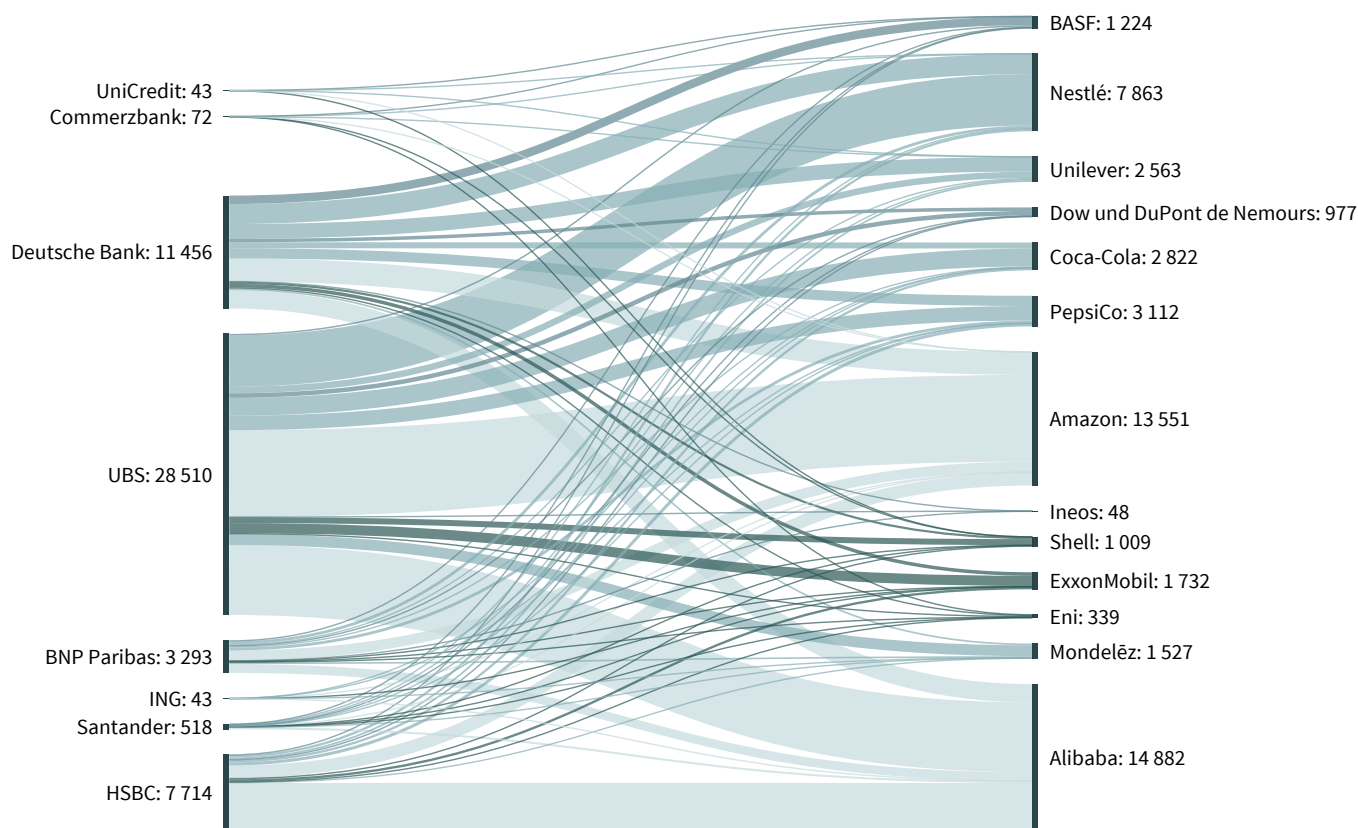 UniCredit: 43
Commerzbank: 72
Deutsche Bank: 11 456
UBS: 28 510
BNP Paribas: 3 293
ING: 43
Santander: 518
HSBC: 7 714
BASF: 1 224
Nestlé: 7 863
Unilever: 2 563
Dow und DuPont de Nemours: 977
Coca-Cola: 2 822
PepsiCo: 3 112
Amazon: 13 551
Ineos: 48
Shell: 1 009
ExxonMobil: 1 732
Eni: 339
Mondelēz: 1 527
Alibaba: 14 882